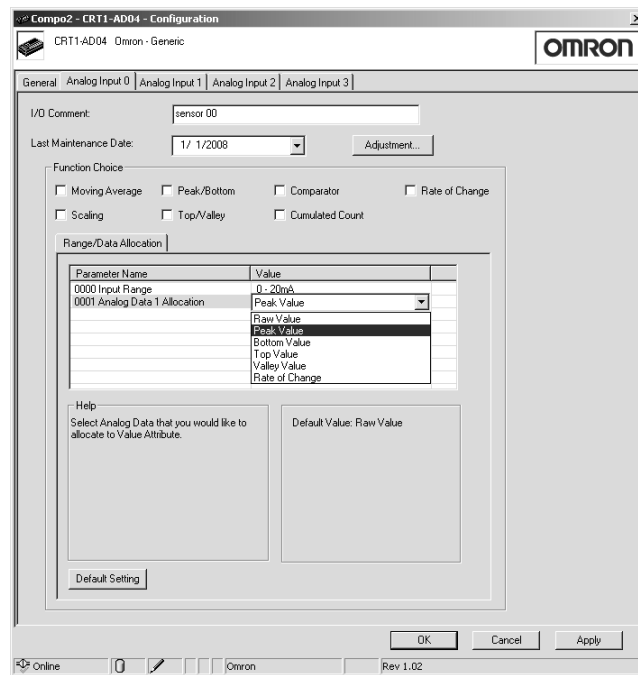 Compo2 - CRT1-AD04 - Configuration
CRT1-AD04 Omron - Generic
OMRON
General Analog Input 0 Analog Input 1 Analog Input 2 Analog Input 3
I/O Comment: sensor 00
Last Maintenance Date: 1/ 1/2008 Adjustment...
Function Choice
Moving Average Peak/Bottom Comparator Rate of Change
Scaling Top/Valley Cumulated Count
Range/Data Allocation
Parameter Name Value
0000 Input Range 0 - 20mA
0001 Analog Data 1 Allocation Peak Value
Raw Value
Peak Value
Bottom Value
Top Value
Valley Value
Rate of Change
Help
Select Analog Data that you would like to
allocate to Value Attribute.
Default Value: Raw Value
Default Setting
OK Cancel Apply
Online Omron Rev 1.02